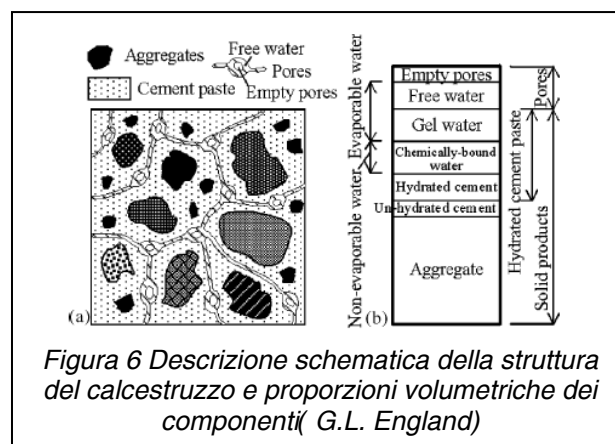 Aggregates
Cement paste
Free water
Pores
Empty pores
(a)
Non-evaporable water
Evaporable water
Empty pores
Free water
Gel water
Chemically-bound
water
Hydrated cement
Un-hydrated cement
Aggregate
(b)
Pores
Hydrated cement paste
Solid products
Figura 6 Descrizione schematica della struttura
del calcestruzzo e proporzioni volumetriche dei
componenti( G.L. England)